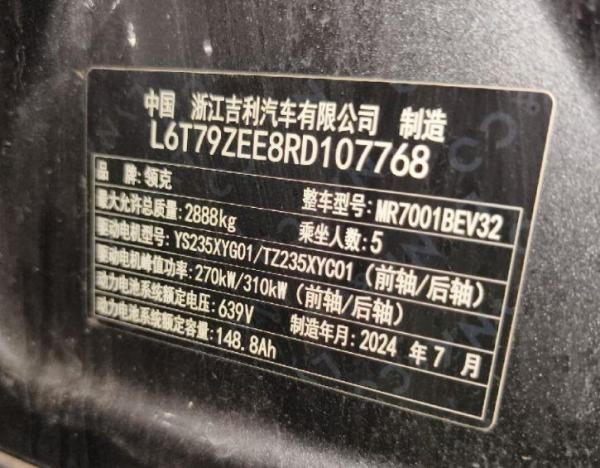 中国 浙江吉利汽车有限公司 制造
L6T79ZEE8RD107768
品 牌:领克 整车型号:MR7001BEV32
最大允许总质量:2888kg 乘坐人数:5
驱动电机型号:YS235XYG01/TZ235XYC01(前轴/后轴)
驱动电机峰值功率:270kW/310kW(前轴/后轴)
动力电池系统额定电压:639V 制造年月:2024 年 7 月
动力电池系统额定容量:148.8Ah